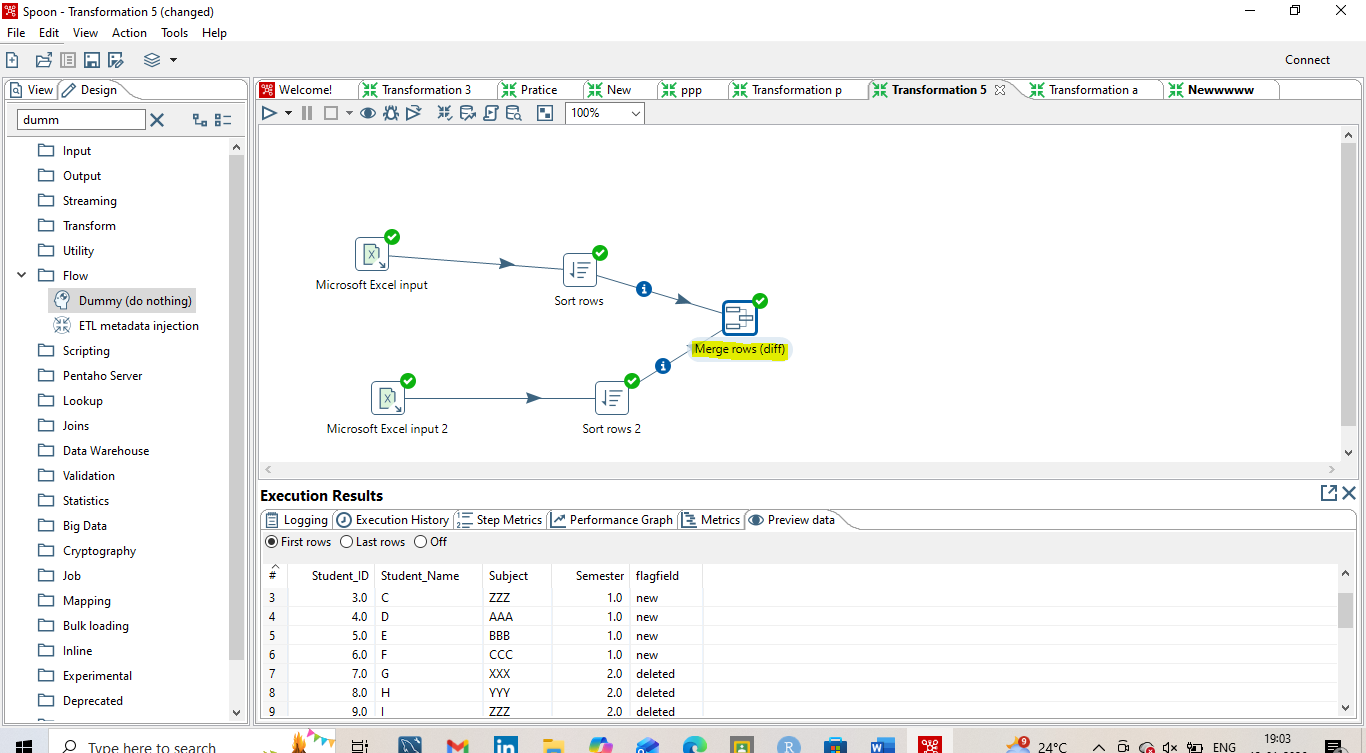 Spoon - Transformation 5 (changed)
File Edit View Action Tools Help
Connect
View Design
Welcome! Transformation 3 Pratice New ppp Transformation p Transformation 5 Transformation a Newwwww
dumm
100%
Input
Output
Streaming
Transform
Utility
Flow
Dummy (do nothing)
ETL metadata injection
Scripting
Pentaho Server
Lookup
Joins
Data Warehouse
Validation
Statistics
Big Data
Cryptography
Job
Mapping
Bulk loading
Inline
Experimental
Deprecated
Microsoft Excel input
Sort rows
Merge rows (diff)
Microsoft Excel input 2
Sort rows 2
Execution Results
Logging Execution History Step Metrics Performance Graph Metrics Preview data
First rows Last rows Off
# Student_ID Student_Name Subject Semester flagfield
3 3.0 C ZZZ 1.0 new
4 4.0 D AAA 1.0 new
5 5.0 E BBB 1.0 new
6 6.0 F CCC 1.0 new
7 7.0 G XXX 2.0 deleted
8 8.0 H YYY 2.0 deleted
9 9.0 I ZZZ 2.0 deleted
Type here to search
9
24°C
ENG
19:03